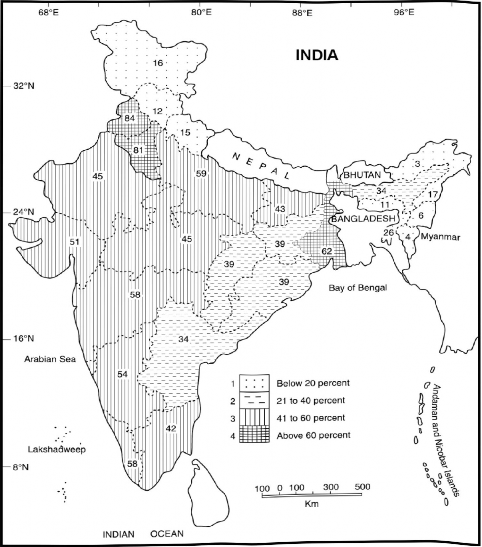 68°E 80°E 88°E 96°E
INDIA
32°N
16
12
84
15
81
45
59
NEPAL
BHUTAN
3
34
17
24°N
43
11
BANGLADESH
6
51
45
39
62
26
4
Myanmar
39
39
58
Bay of Bengal
16°N
34
Arabian Sea
54
1 Below 20 percent
2 21 to 40 percent
3 41 to 60 percent
4 Above 60 percent
42
Andaman and Nicobar Islands
Lakshadweep
58
8°N
100 0 100 300 500
Km
INDIAN OCEAN